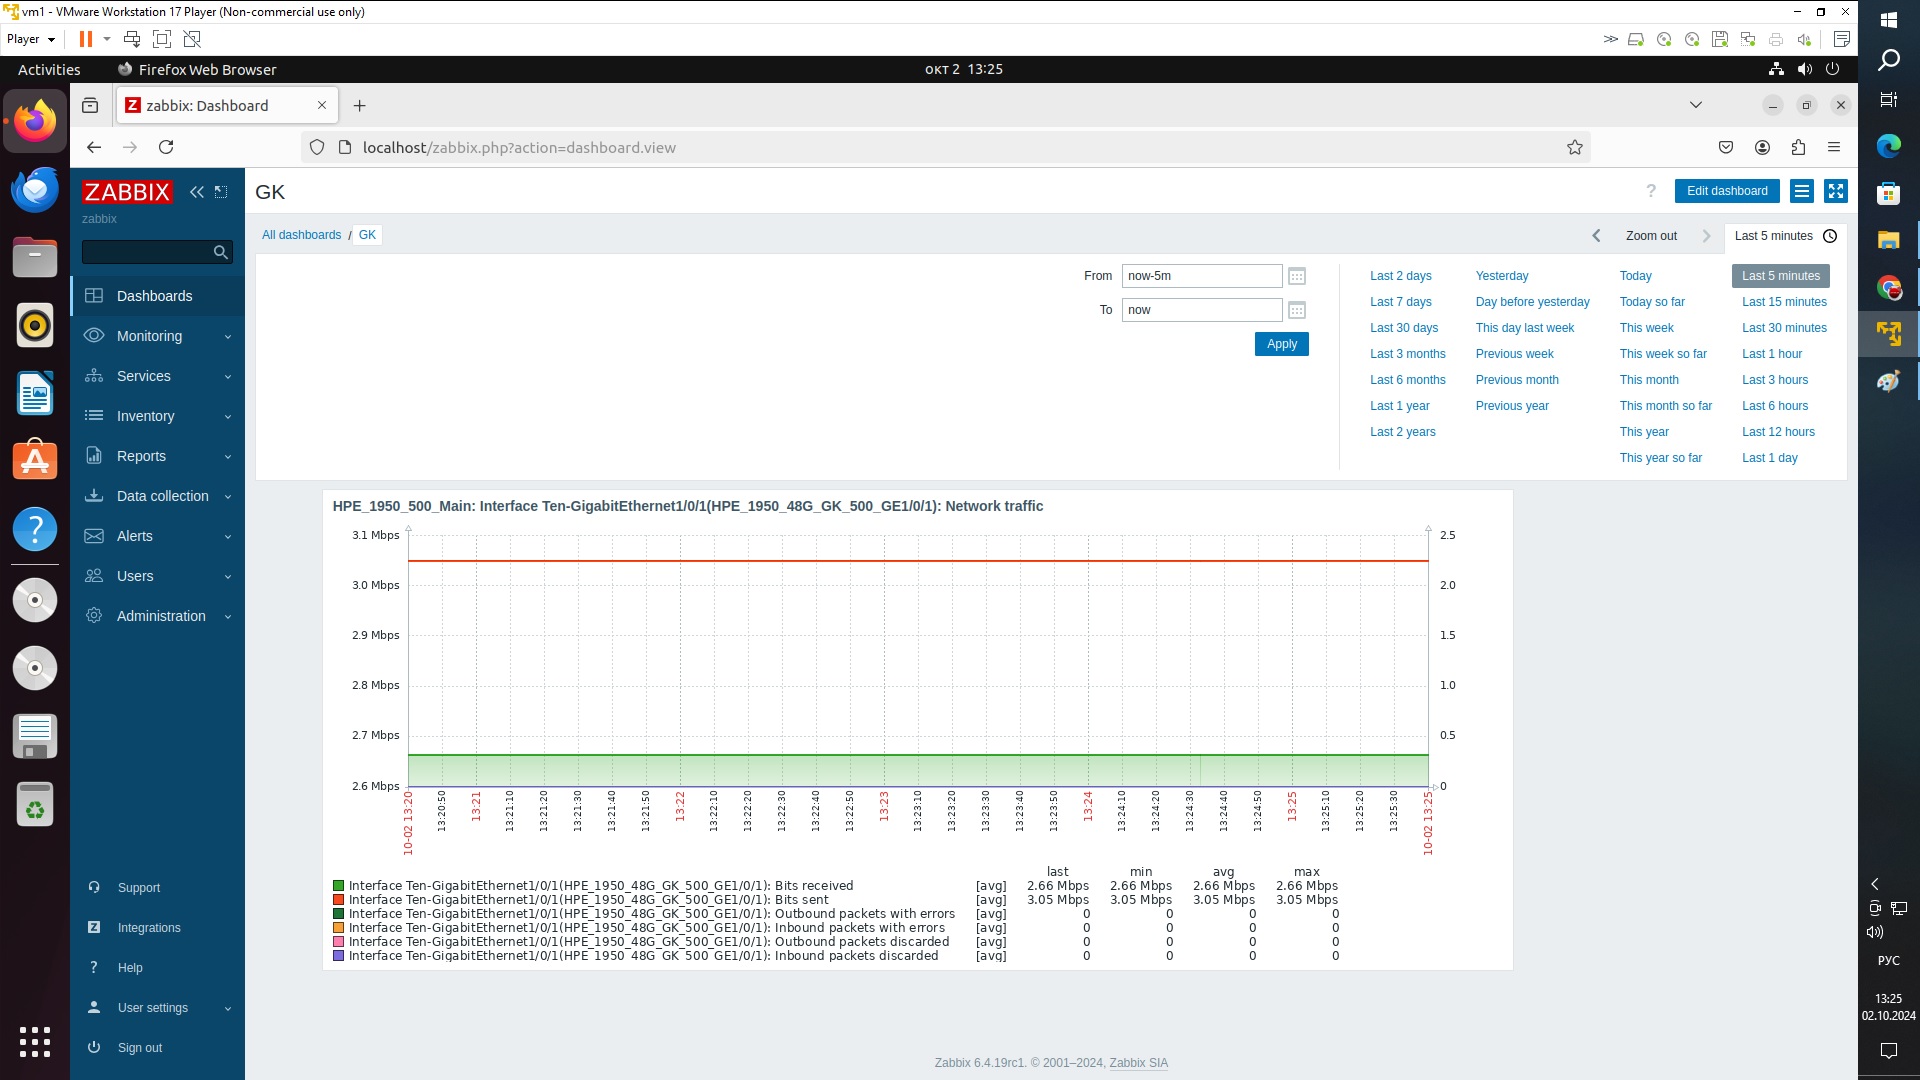 vm1 - VMware Workstation 17 Player (Non-commercial use only)
Player
Activities
Firefox Web Browser
окт 2 13:25
zabbix: Dashboard
localhost/zabbix.php?action=dashboard.view
ZABBIX
zabbix
Dashboards
Monitoring
Services
Inventory
Reports
Data collection
Alerts
Users
Administration
Support
Integrations
Help
User settings
Sign out
GK
? Edit dashboard
All dashboards / GK
Zoom out
Last 5 minutes
From now-5m
To now
Apply
Last 2 days Yesterday Today Last 5 minutes
Last 7 days Day before yesterday Today so far Last 15 minutes
Last 30 days This day last week This week Last 30 minutes
Last 3 months Previous week This week so far Last 1 hour
Last 6 months Previous month This month Last 3 hours
Last 1 year Previous year This month so far Last 6 hours
Last 2 years This year Last 12 hours
This year so far Last 1 day
HPE_1950_500_Main: Interface Ten-GigabitEthernet1/0/1(HPE_1950_48G_GK_500_GE1/0/1): Network traffic
3.1 Mbps 2.5
3.0 Mbps 2.0
2.9 Mbps 1.5
2.8 Mbps 1.0
2.7 Mbps 0.5
2.6 Mbps 0
10-02 13:20 13:20:50 13:21 13:21:10 13:21:20 13:21:30 13:21:40 13:21:50 13:22 13:22:10 13:22:20 13:22:30 13:22:40 13:22:50 13:23 13:23:10 13:23:20 13:23:30 13:23:40 13:23:50 13:24 13:24:10 13:24:20 13:24:30 13:24:40 13:24:50 13:25 13:25:10 13:25:20 13:25:30 10-02 13:25
last min avg max
Interface Ten-GigabitEthernet1/0/1(HPE_1950_48G_GK_500_GE1/0/1): Bits received [avg] 2.66 Mbps 2.66 Mbps 2.66 Mbps 2.66 Mbps
Interface Ten-GigabitEthernet1/0/1(HPE_1950_48G_GK_500_GE1/0/1): Bits sent [avg] 3.05 Mbps 3.05 Mbps 3.05 Mbps 3.05 Mbps
Interface Ten-GigabitEthernet1/0/1(HPE_1950_48G_GK_500_GE1/0/1): Outbound packets with errors [avg] 0 0 0 0
Interface Ten-GigabitEthernet1/0/1(HPE_1950_48G_GK_500_GE1/0/1): Inbound packets with errors [avg] 0 0 0 0
Interface Ten-GigabitEthernet1/0/1(HPE_1950_48G_GK_500_GE1/0/1): Outbound packets discarded [avg] 0 0 0 0
Interface Ten-GigabitEthernet1/0/1(HPE_1950_48G_GK_500_GE1/0/1): Inbound packets discarded [avg] 0 0 0 0
Zabbix 6.4.19rc1. © 2001–2024, Zabbix SIA
РУС
13:25
02.10.2024